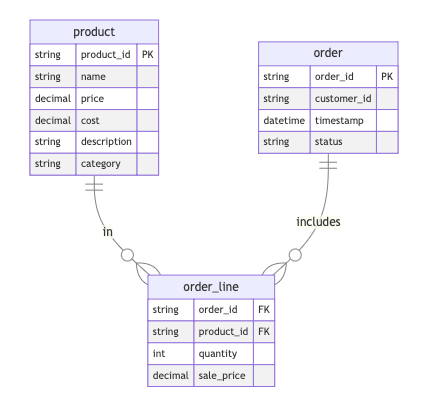 product
string product_id PK
string name
decimal price
decimal cost
string description
string category
order
string order_id PK
string customer_id
datetime timestamp
string status
in
includes
order_line
string order_id FK
string product_id FK
int quantity
decimal sale_price